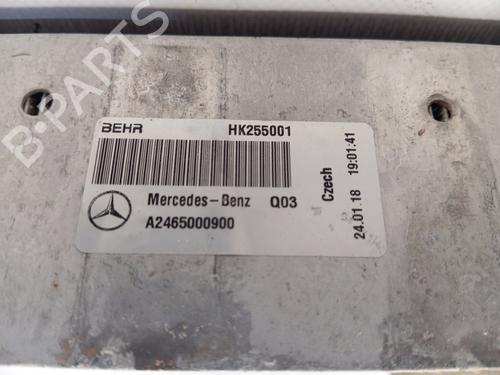 B-PARTS
BEHR HK255001
Mercedes-Benz Q03
A2465000900
Czech
24.01.18 19:01:41